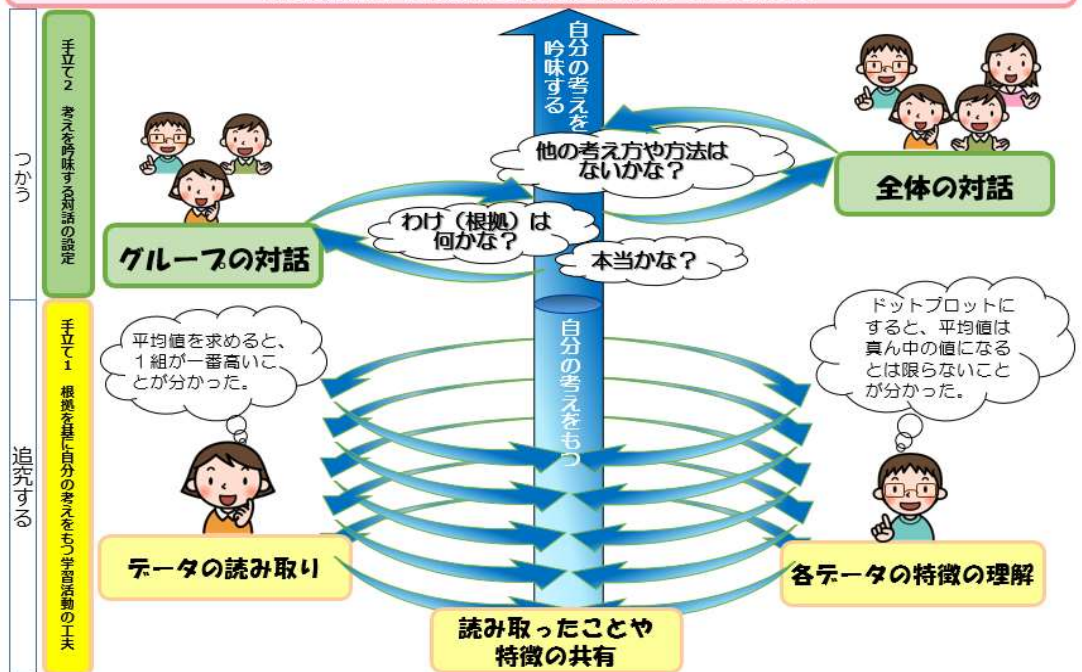 つかう
手立て2　考えを吟味する対話の設定
自分の考えを
吟味する
他の考え方や方法は
ないかな？
全体の対話
わけ（根拠）は
何かな？
グループの対話
本当かな？
追究する
手立て1　根拠を基に自分の考えをもつ学習活動の工夫
平均値を求めると、
1組が一番高いこ
とが分かった。
自分の考えをもつ
ドットプロットに
すると、平均値は
真ん中の値になる
とは限らないこと
が分かった。
データの読み取り
各データの特徴の理解
読み取ったことや
特徴の共有